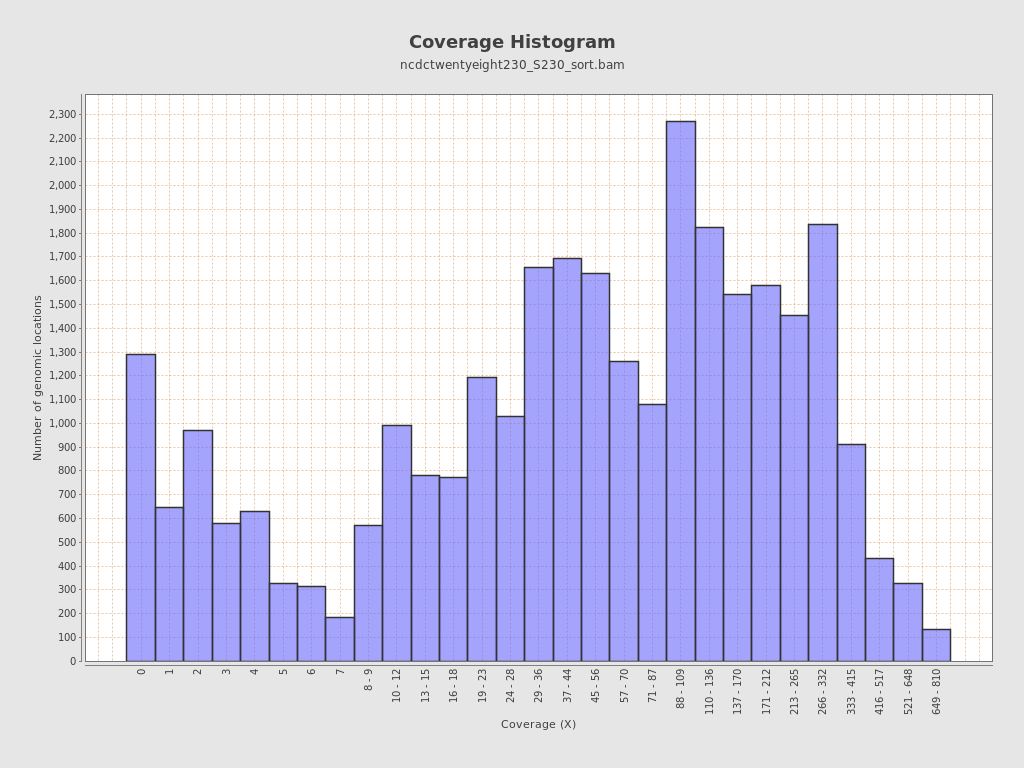 Coverage Histogram
ncdctwentyeight230_S230_sort.bam
Number of genomic locations
2,300
2,200
2,100
2,000
1,900
1,800
1,700
1,600
1,500
1,400
1,300
1,200
1,100
1,000
900
800
700
600
500
400
300
200
100
0
0
1
2
3
4
5
6
7
8 - 9
10 - 12
13 - 15
16 - 18
19 - 23
24 - 28
29 - 36
37 - 44
45 - 56
57 - 70
71 - 87
88 - 109
110 - 136
137 - 170
171 - 212
213 - 265
266 - 332
333 - 415
416 - 517
521 - 648
649 - 810
Coverage (X)